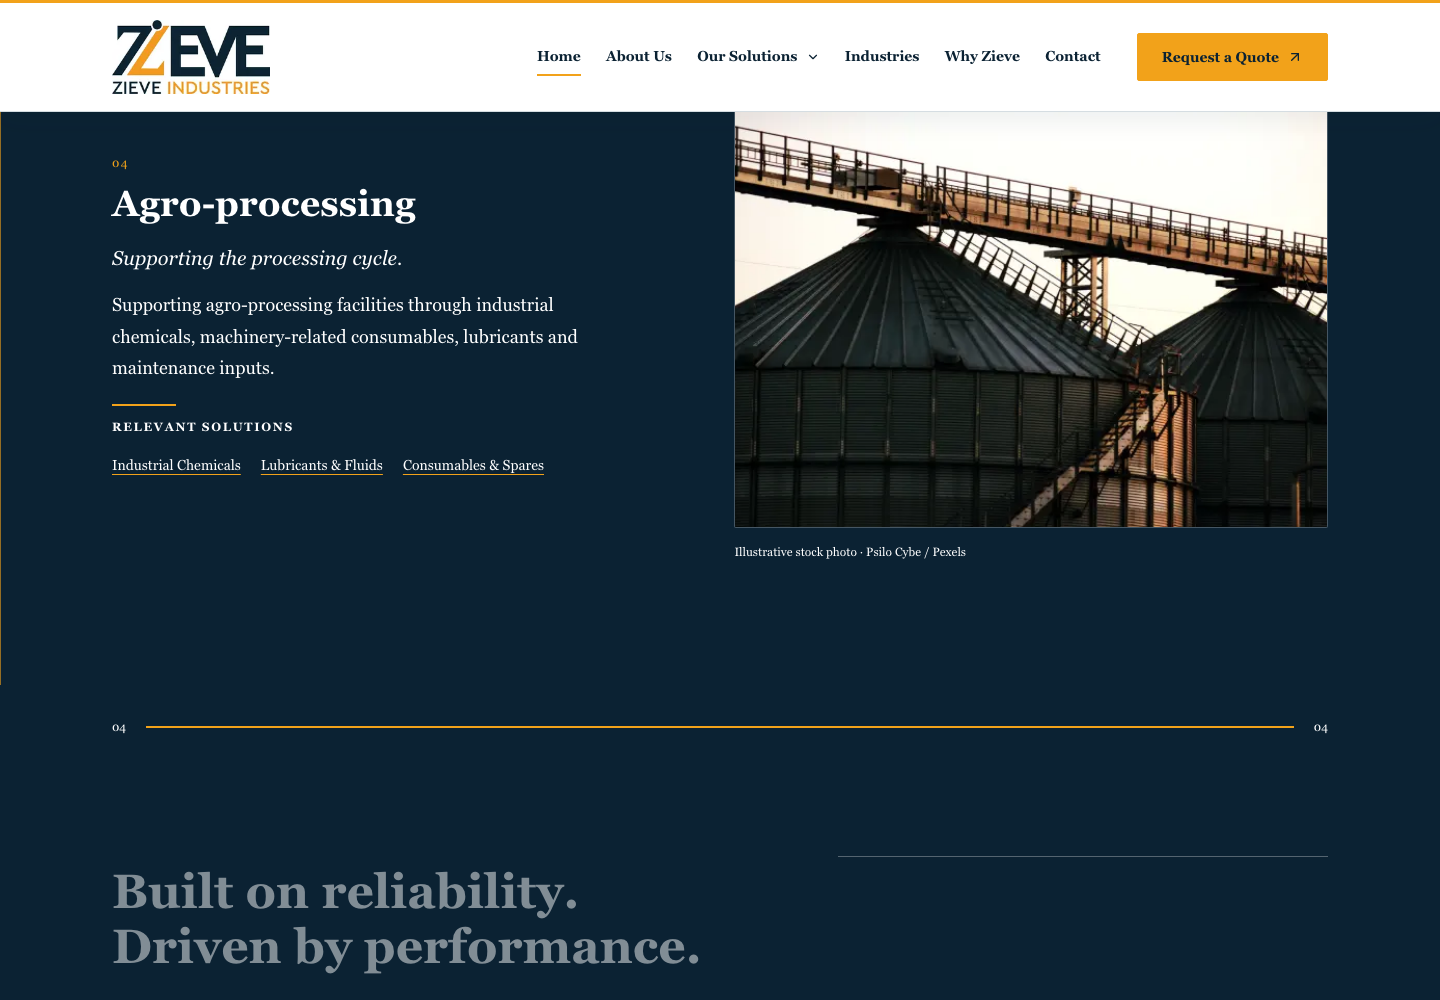 ZIEVE
ZIEVE INDUSTRIES
Home
About Us
Our Solutions
Industries
Why Zieve
Contact
Request a Quote
04
Agro-processing
Supporting the processing cycle.
Supporting agro-processing facilities through industrial
chemicals, machinery-related consumables, lubricants and
maintenance inputs.
RELEVANT SOLUTIONS
Industrial Chemicals
Lubricants & Fluids
Consumables & Spares
Illustrative stock photo · Psilo Cybe / Pexels
04
04
Built on reliability.
Driven by performance.